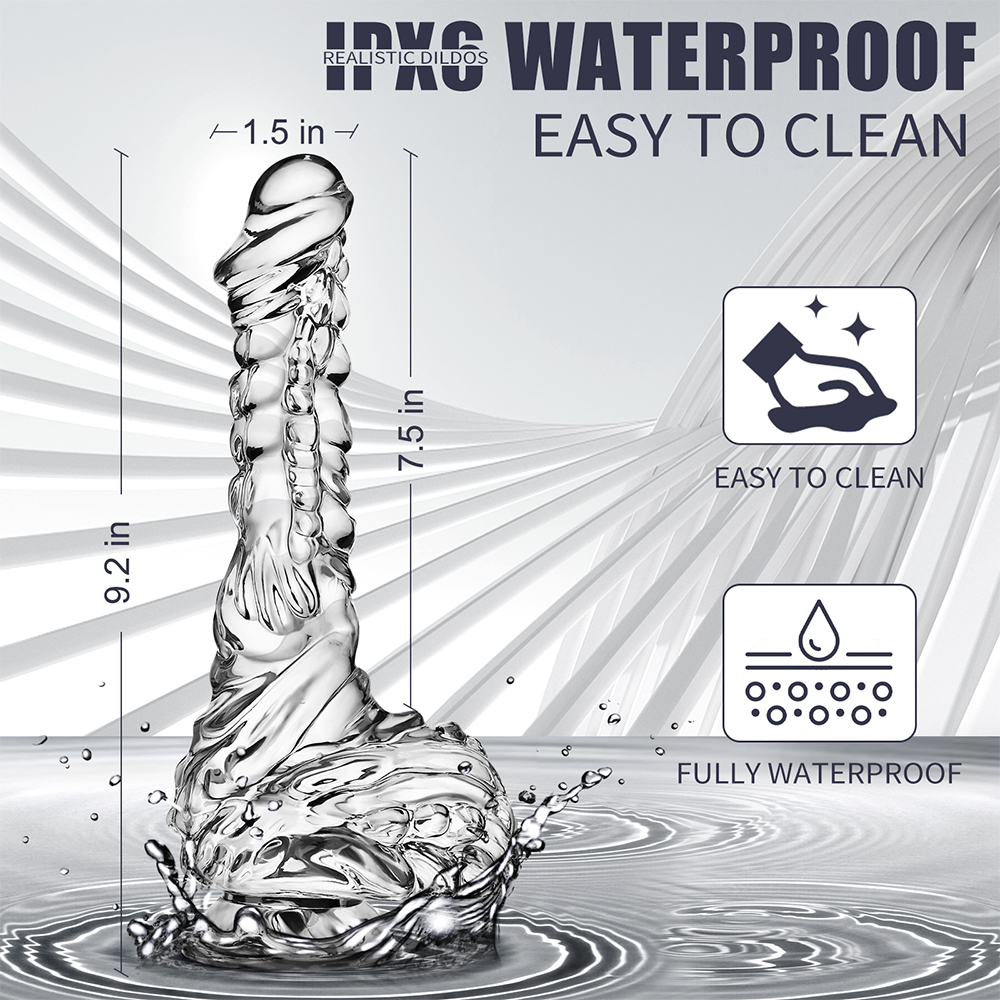 IPX6 WATERPROOF
REALISTIC DILDOS
EASY TO CLEAN
1.5 in
7.5 in
9.2 in
EASY TO CLEAN
FULLY WATERPROOF